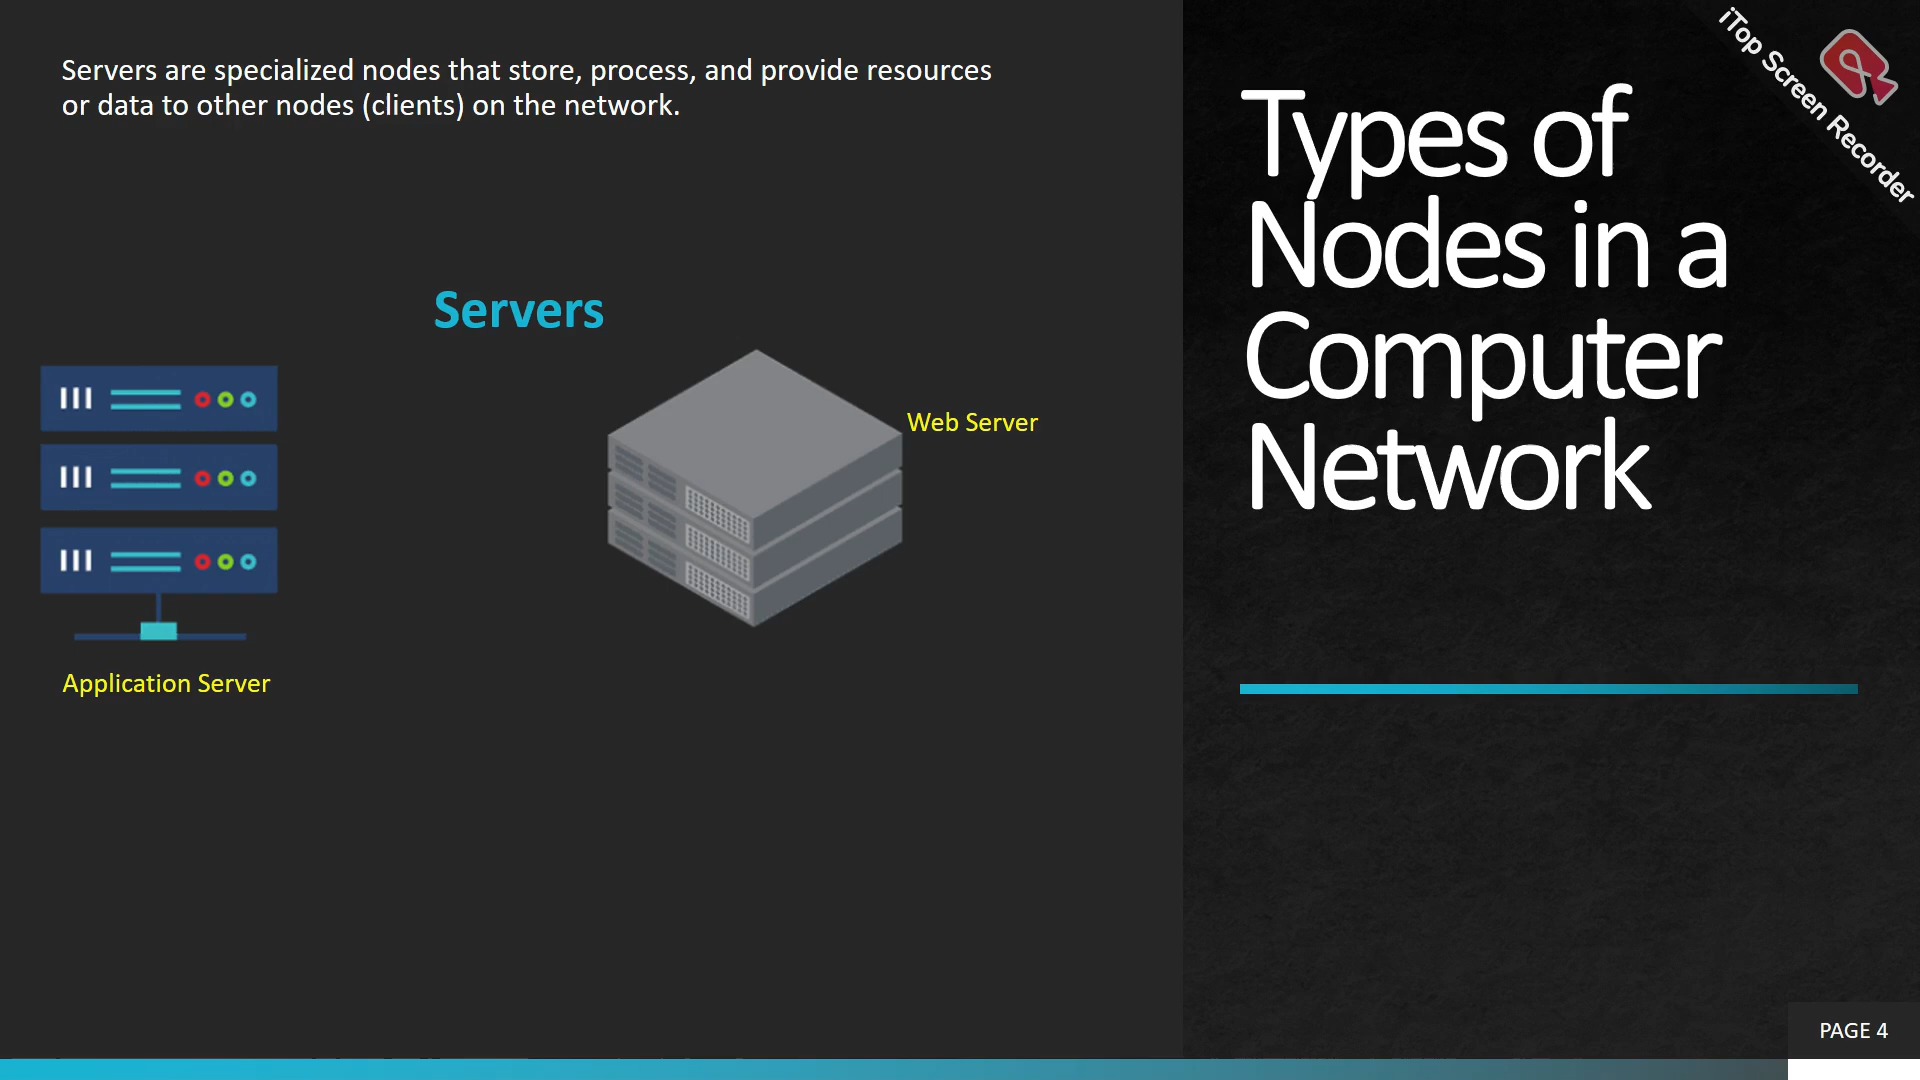 Servers are specialized nodes that store, process, and provide resources
or data to other nodes (clients) on the network.
Servers
Web Server
Application Server
Types of
Nodes in a
Computer
Network
iTop Screen Recorder
PAGE 4